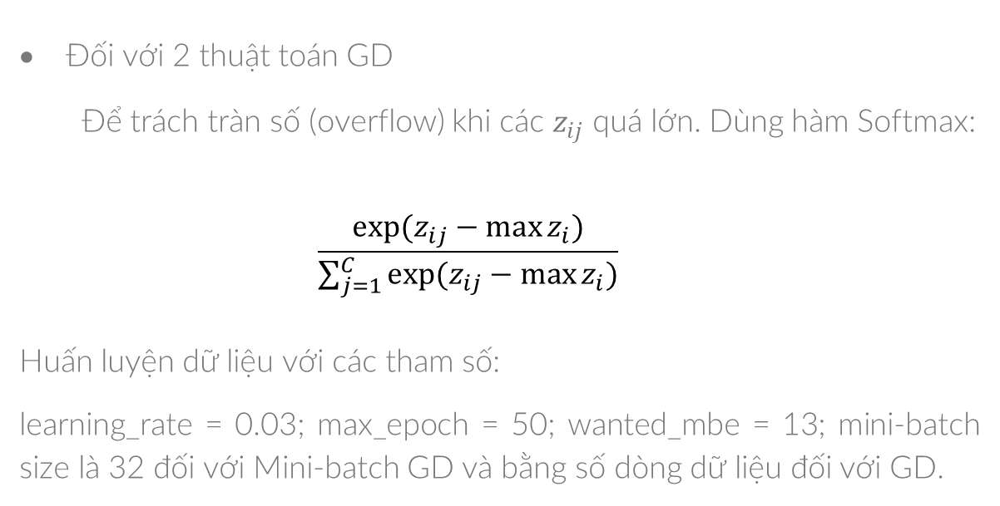 • Đối với 2 thuật toán GD
Để trách tràn số (overflow) khi các z_{ij} quá lớn. Dùng hàm Softmax:
exp(z_{ij} − max z_i)
∑_{j=1}^{C} exp(z_{ij} − max z_i)
Huấn luyện dữ liệu với các tham số:
learning_rate = 0.03; max_epoch = 50; wanted_mbe = 13; mini-batch
size là 32 đối với Mini-batch GD và bằng số dòng dữ liệu đối với GD.